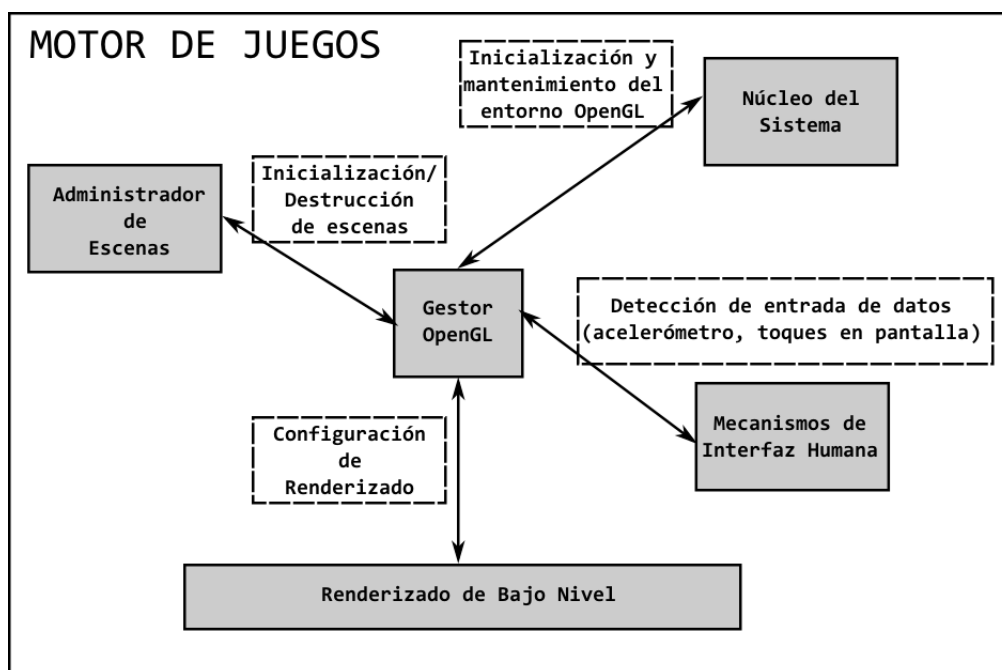 MOTOR DE JUEGOS
Inicialización y
mantenimiento del
entorno OpenGL
Núcleo del
Sistema
Administrador
de
Escenas
Inicialización/
Destrucción
de escenas
Gestor
OpenGL
Detección de entrada de datos
(acelerómetro, toques en pantalla)
Configuración
de
Renderizado
Mecanismos de
Interfaz Humana
Renderizado de Bajo Nivel